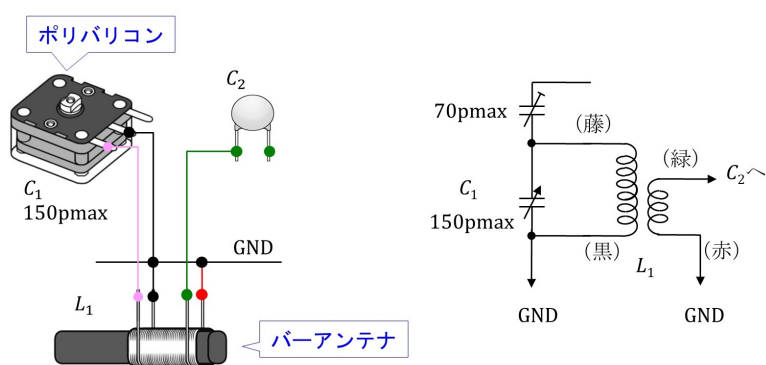 ポリバリコン
C₂
C₁
150pmax
GND
L₁
バーアンテナ
70pmax
(藤)
(緑)
C₂へ
C₁
150pmax
(黒)
L₁
(赤)
GND
GND